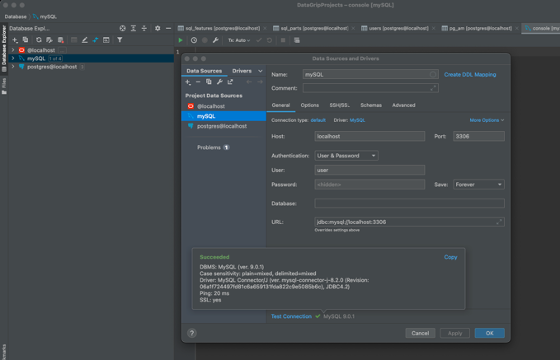 DataGripProjects – console [mySQL]
Database
mySQL
Database Expl...
sql_features [postgres@localhost]
sql_parts [postgres@localhost]
users [postgres@localhost]
pg_am [postgres@localhost]
console [my
Tx: Auto
@localhost
mySQL 1 of 4
postgres@localhost
1
Database Explorer
Files
Data Sources and Drivers
Data Sources
Drivers
Project Data Sources
@localhost
mySQL
postgres@localhost
Problems 1
Name:
mySQL
Create DDL Mapping
Comment:
General
Options
SSH/SSL
Schemas
Advanced
Connection type: default
Driver: MySQL
More Options
Host:
localhost
Port:
3306
Authentication:
User & Password
User:
user
Password:
<hidden>
Save:
Forever
Database:
URL:
jdbc:mysql://localhost:3306
Overrides settings above
Succeeded
Copy
DBMS: MySQL (ver. 9.0.1)
Case sensitivity: plain=mixed, delimited=mixed
Driver: MySQL Connector/J (ver. mysql-connector-j-8.2.0 (Revision:
Ping: 20 ms
SSL: yes
Test Connection
MySQL 9.0.1
?
Cancel
Apply
OK